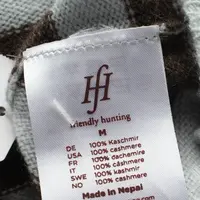 fH
friendly hunting
M
DE 100% Kaschmir
USA 100% cashmere
FR 100% dachemire
IT 100% cashmere
SWE 100% kashmir
NO 100% cashmere
Made in Nepal